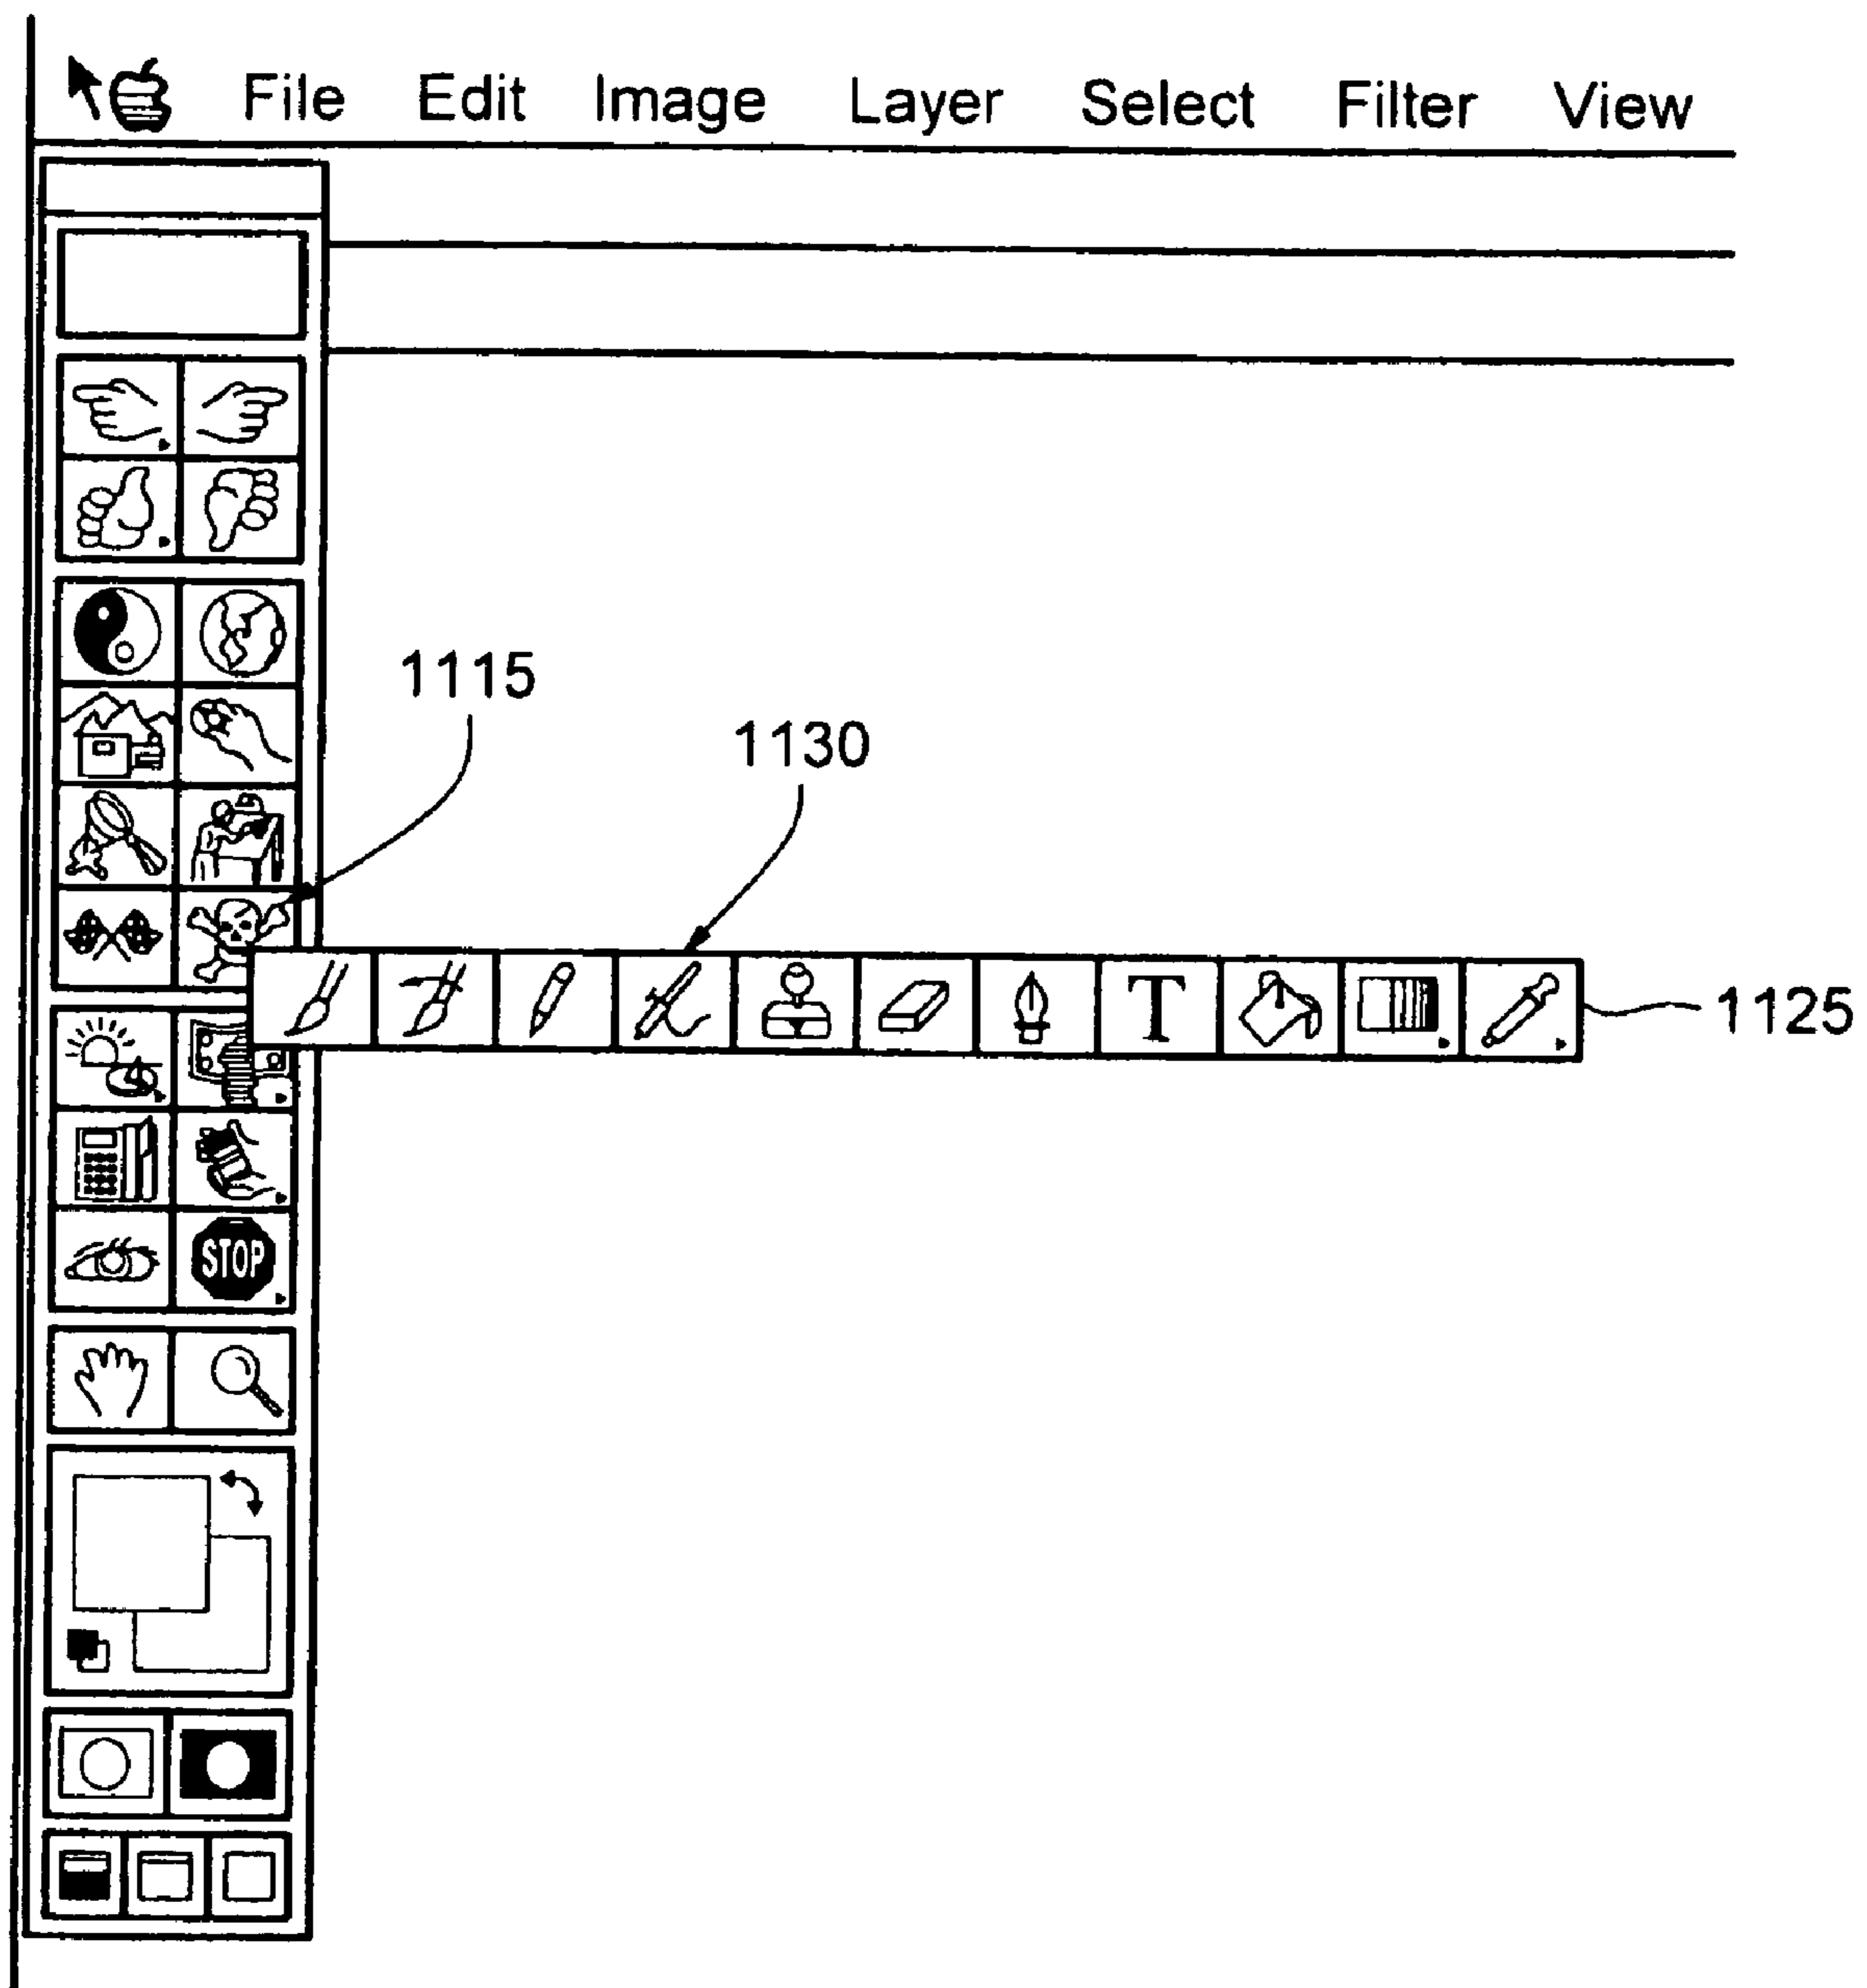 File Edit Image Layer Select Filter View
1115
1130
T
1125
STOP